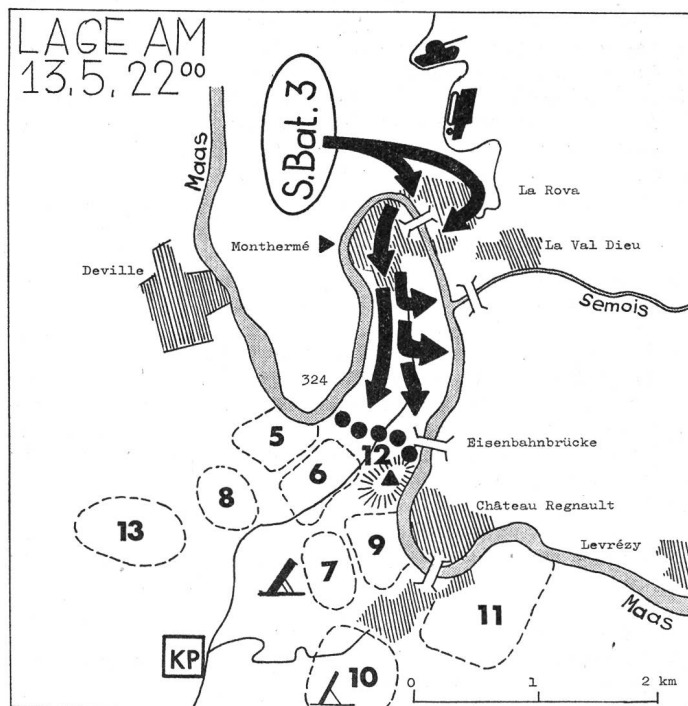 LAGE AM
13.5. 22⁰⁰
Maas
S.Bat. 3
La Rova
Monthermé
La Val Dieu
Deville
Semois
324
5
12
Eisenbahnbrücke
6
8
13
Château Regnault
9
7
Levrézy
11
Maas
KP
10
0 1 2 km